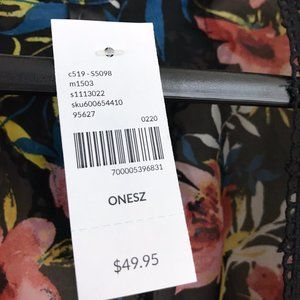 c519 - S5098
m1503
s1113022
sku600654410
95627 0220
700005396831
ONESZ
$49.95